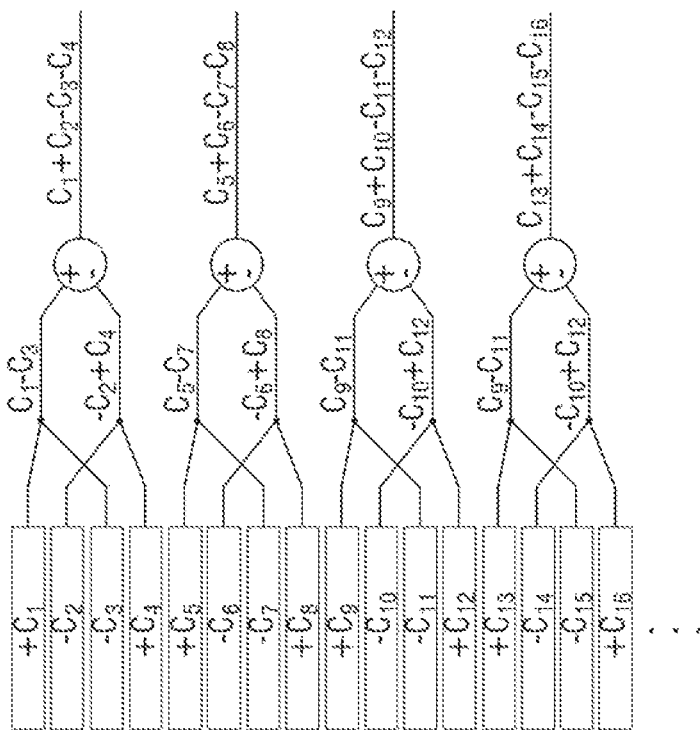 C₁+C₂-C₃-C₄
C₅+C₆-C₇-C₈
C₉+C₁₀-C₁₁-C₁₂
C₁₃+C₁₄-C₁₅-C₁₆
+
-
+
-
+
-
+
-
C₁-C₃
-C₂+C₄
C₅-C₇
-C₆+C₈
C₉-C₁₁
-C₁₀+C₁₂
C₉-C₁₁
-C₁₀+C₁₂
+C₁
-C₂
-C₃
+C₄
+C₅
-C₆
-C₇
+C₈
+C₉
-C₁₀
-C₁₁
+C₁₂
+C₁₃
-C₁₄
-C₁₅
+C₁₆
. . .